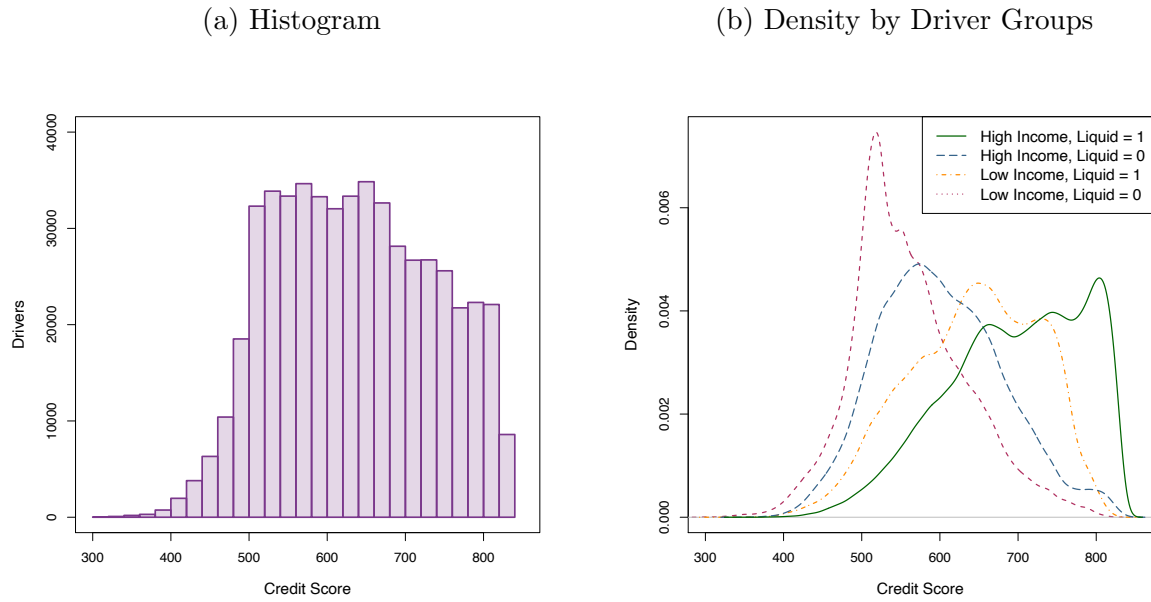 (a) Histogram
(b) Density by Driver Groups
Drivers
40000
30000
20000
10000
0
300 400 500 600 700 800
Credit Score
Density
0.006
0.004
0.002
0.000
300 400 500 600 700 800
Credit Score
High Income, Liquid = 1
High Income, Liquid = 0
Low Income, Liquid = 1
Low Income, Liquid = 0